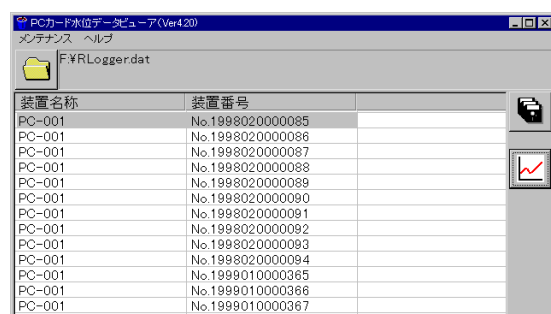 PCカード水位データビューア(Ver4.20)
メンテナンス ヘルプ
F:¥RLogger.dat
装置名称 装置番号
PC-001 No.1998020000085
PC-001 No.1998020000086
PC-001 No.1998020000087
PC-001 No.1998020000088
PC-001 No.1998020000089
PC-001 No.1998020000090
PC-001 No.1998020000091
PC-001 No.1998020000092
PC-001 No.1998020000093
PC-001 No.1998020000094
PC-001 No.1999010000365
PC-001 No.1999010000366
PC-001 No.1999010000367